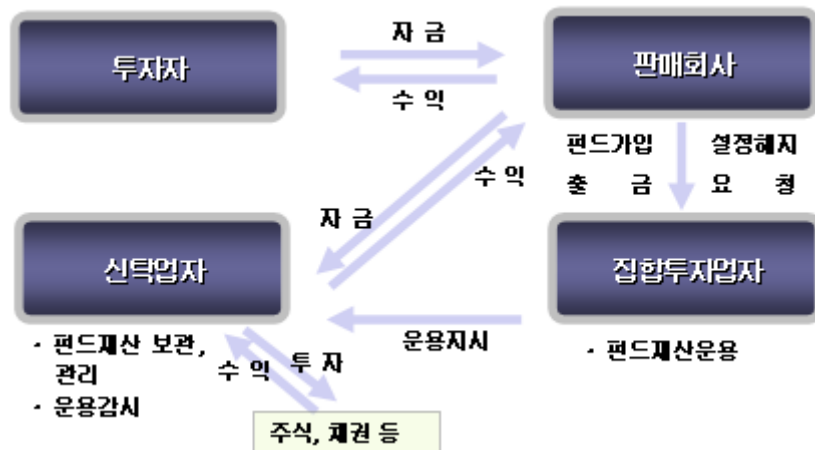 투자자
자 금
수 익
판매회사
펀드가입 설정해지
출 금 요 청
수 익
자 금
신탁업자
집합투자업자
· 펀드재산 보관,
관리
· 운용감시
운용지시
· 펀드재산운용
수 익
투 자
주식, 채권 등